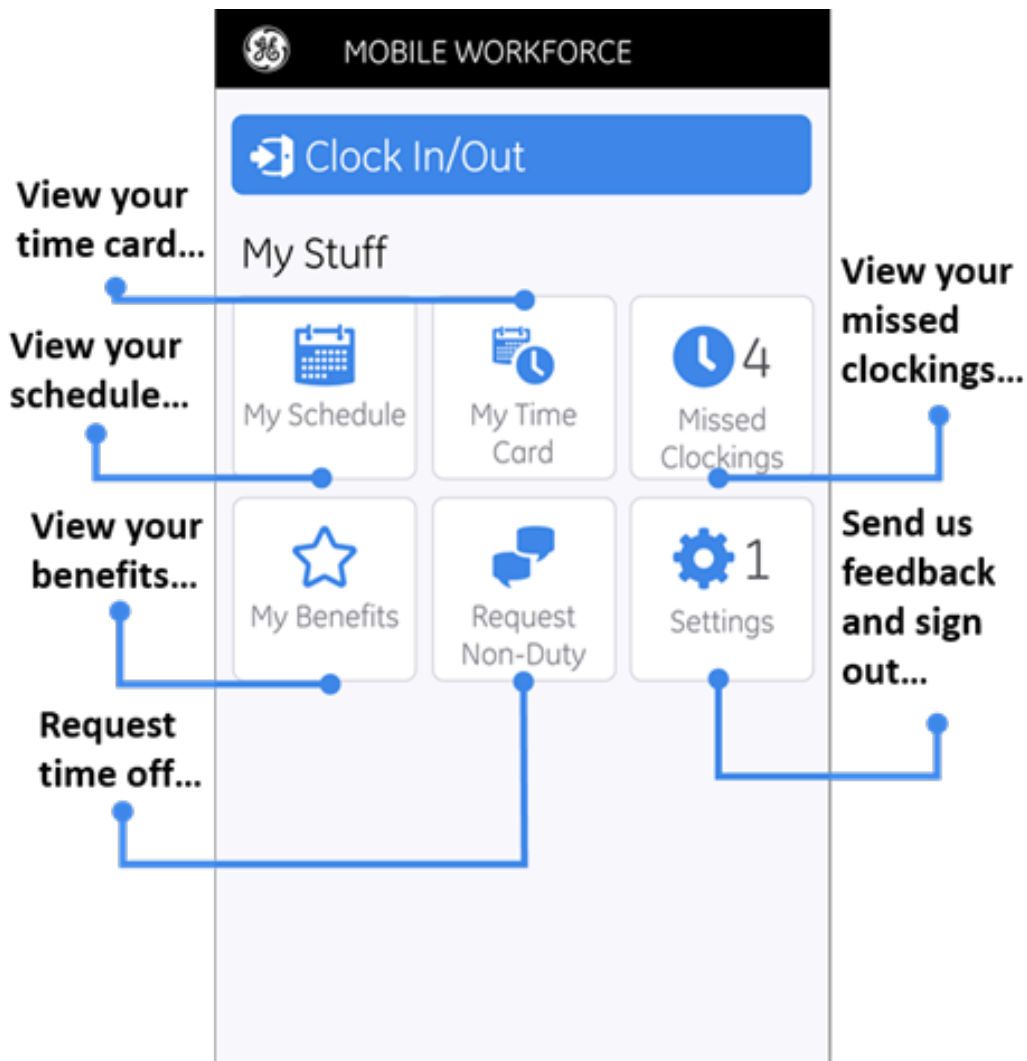 MOBILE WORKFORCE
Clock In/Out
My Stuff
View your
time card...
View your
schedule...
View your
benefits...
Request
time off...
My Schedule
My Time
Card
4
Missed
Clockings
My Benefits
Request
Non-Duty
1
Settings
View your
missed
clockings...
Send us
feedback
and sign
out...